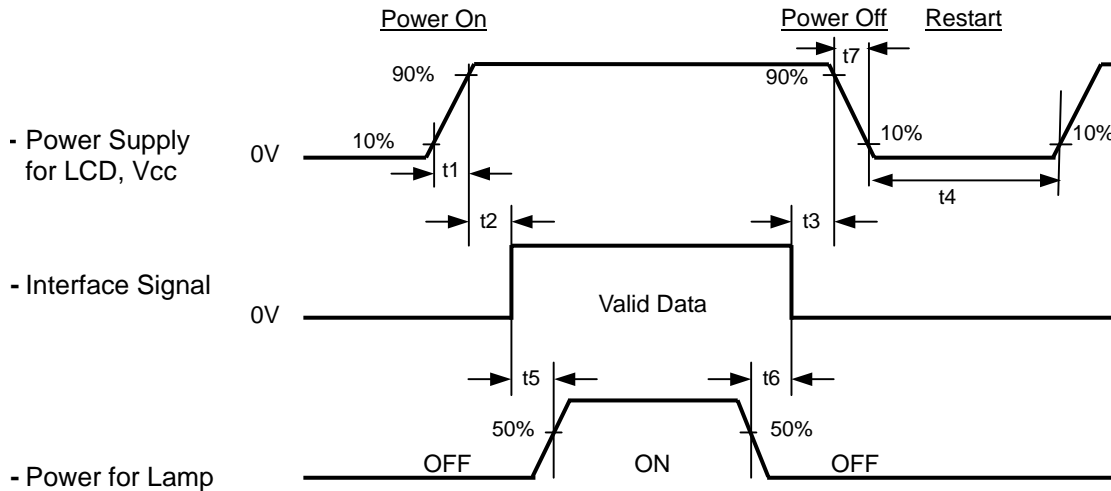 Power On
Power Off
Restart
90%
90%
t7
- Power Supply
for LCD, Vcc
0V
10%
10%
10%
t1
t4
t2
t3
- Interface Signal
0V
Valid Data
t5
t6
50%
50%
- Power for Lamp
OFF
ON
OFF